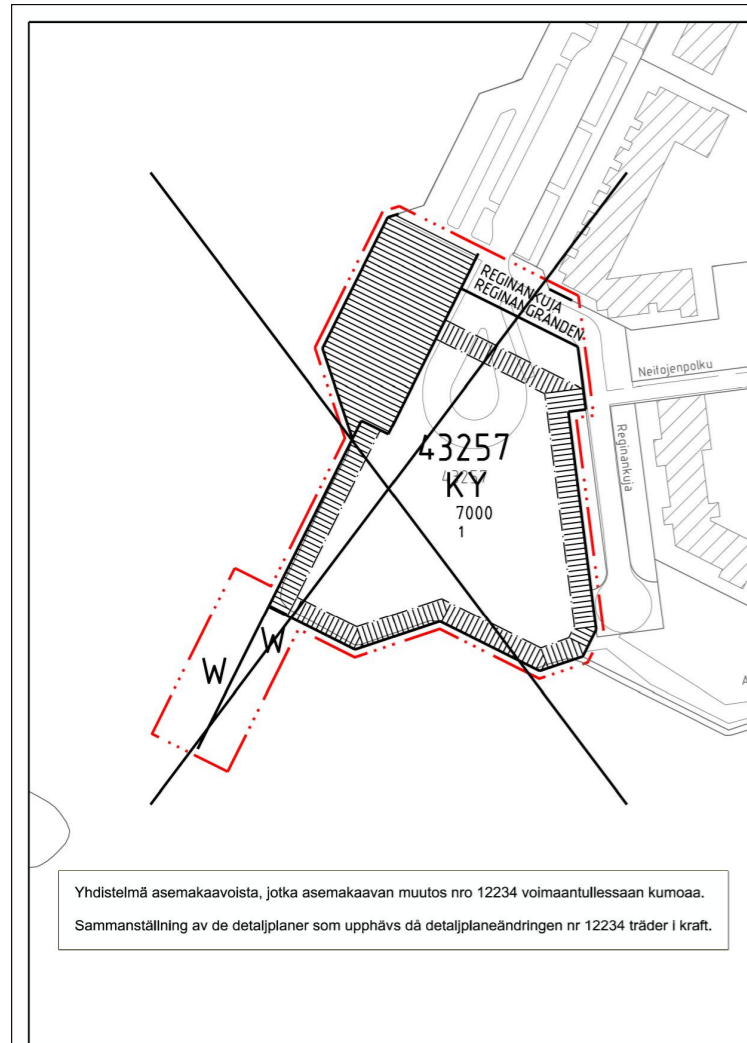 REGINANKUJA
REGINANGRÄNDEN
Neitojenpolku
Reginankuja
43257
43257
KY
7000
1
W
W
A
Yhdistelmä asemakaavoista, jotka asemakaavan muutos nro 12234 voimaantullessaan kumoaa.
Sammanställning av de detaljplaner som upphävs då detaljplaneändringen nr 12234 träder i kraft.